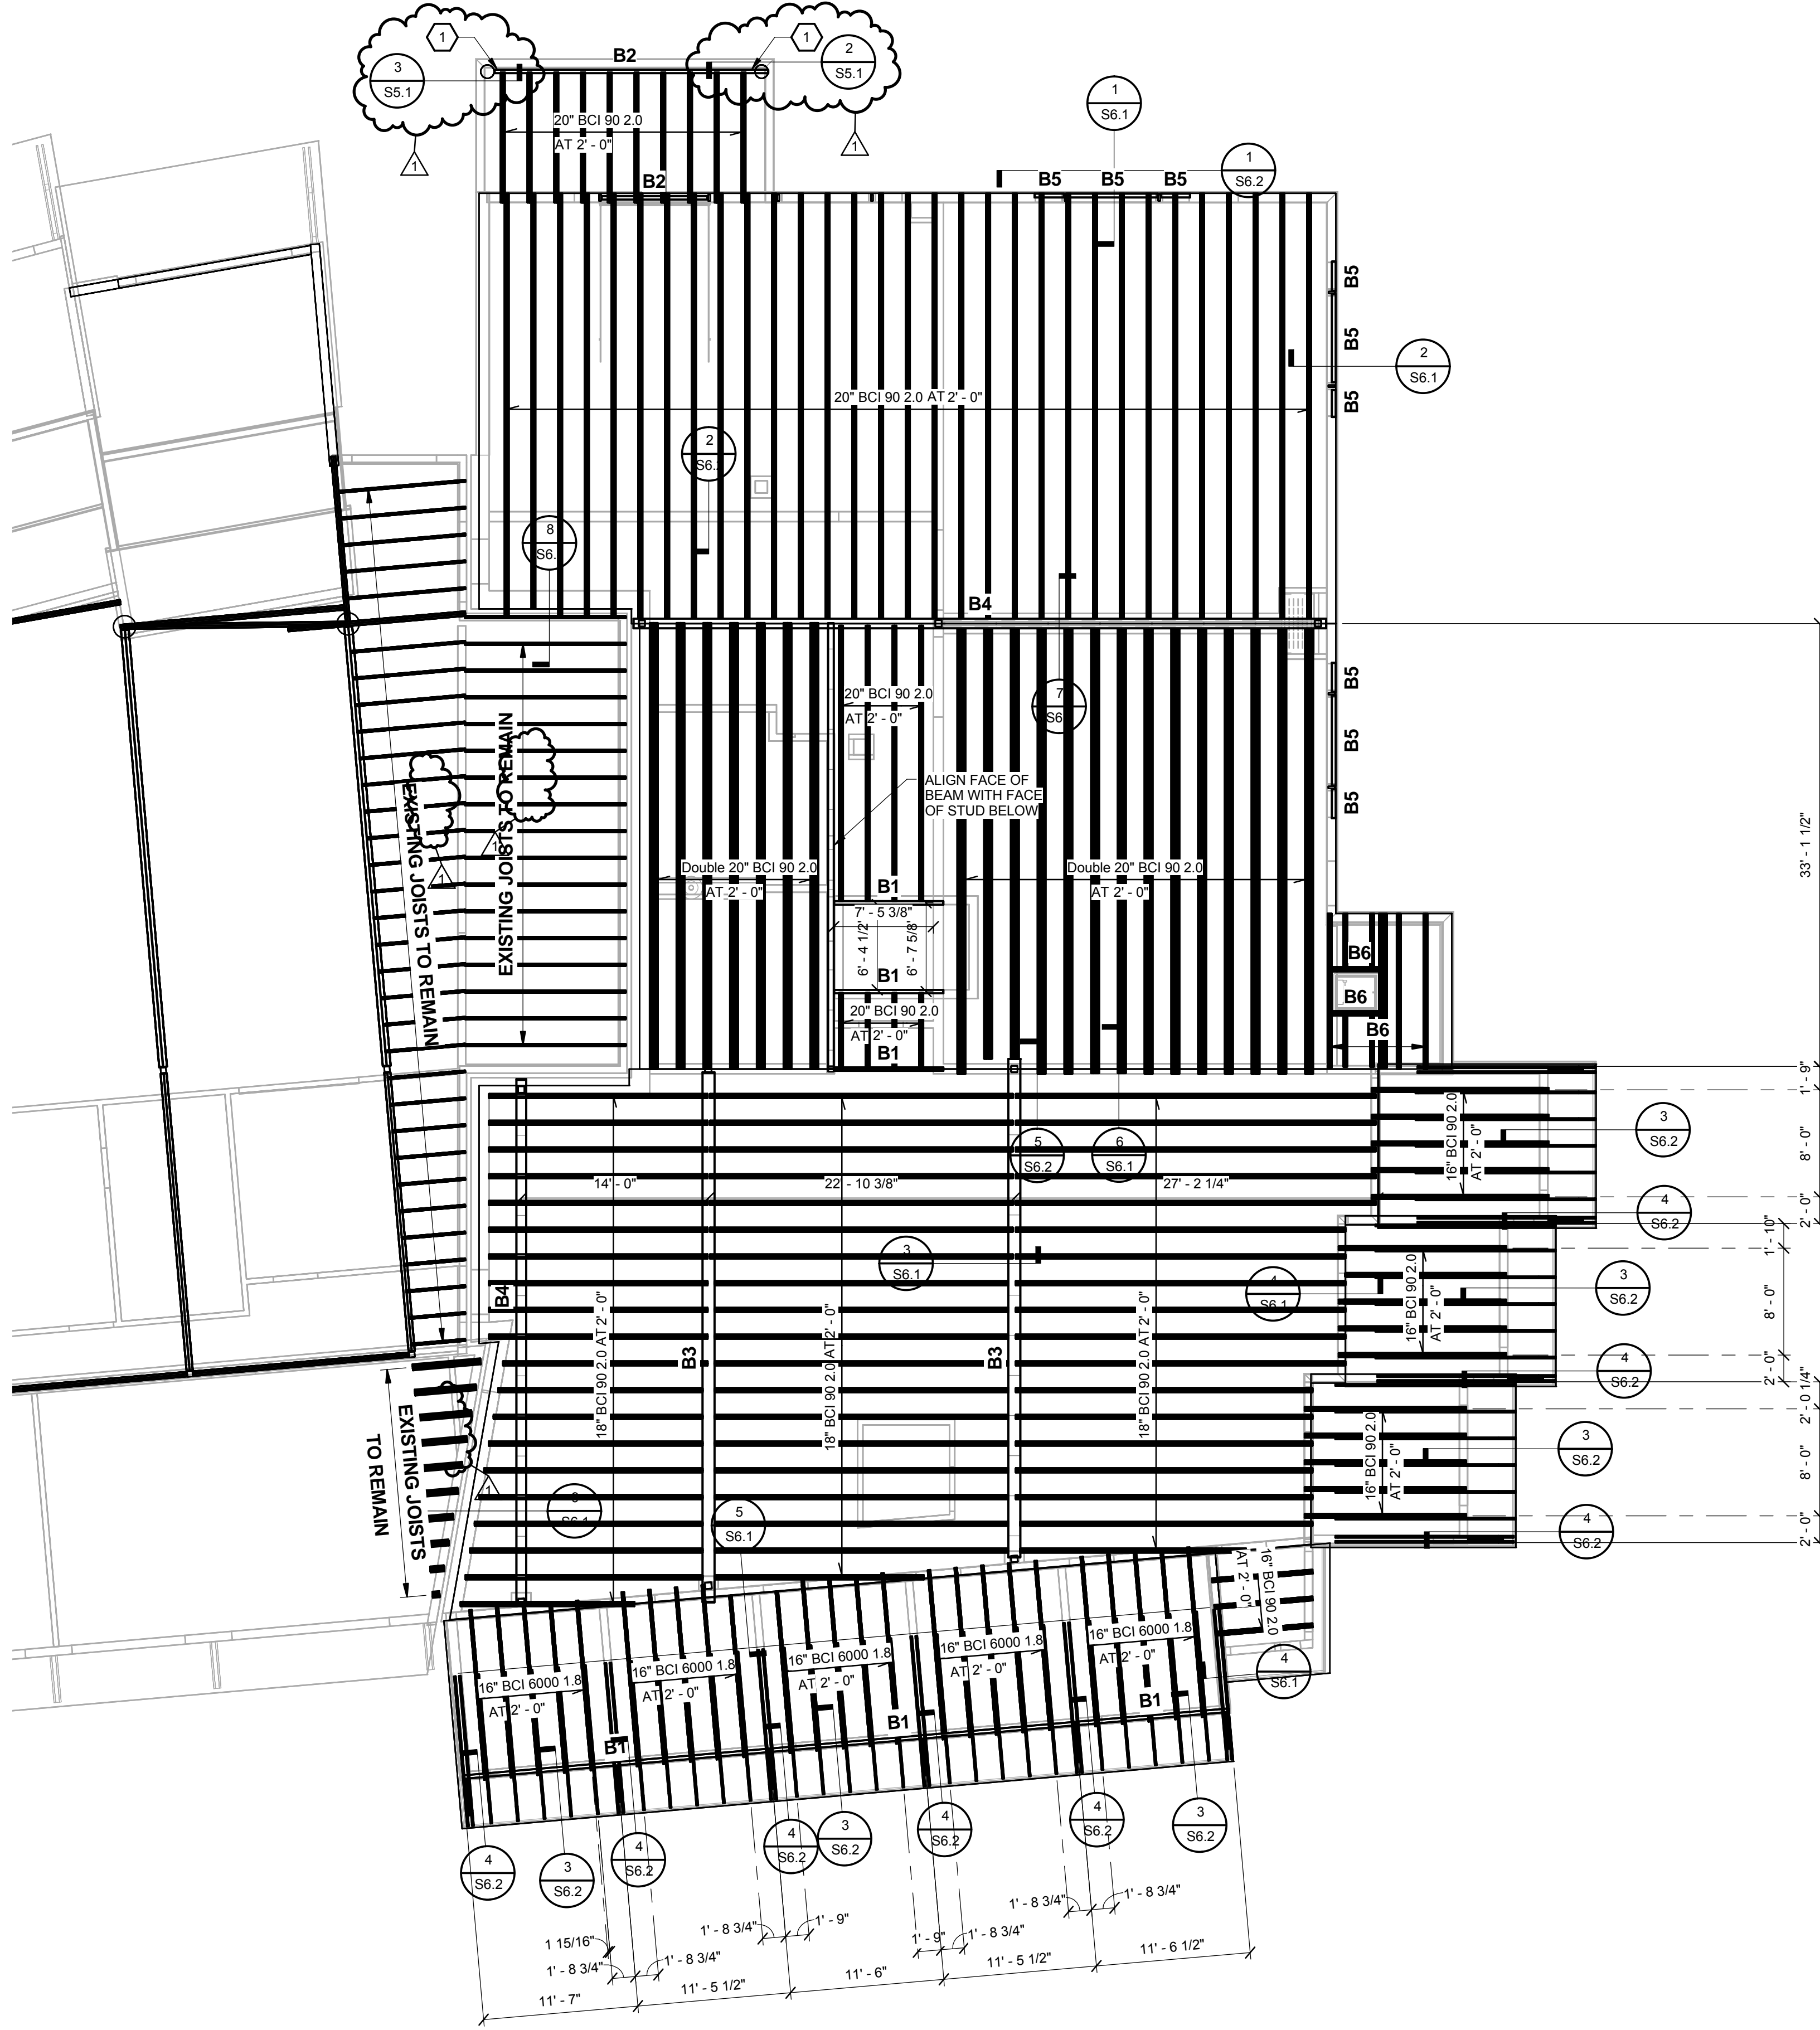 1
3
S5.1
1
B2
1
2
S5.1
1
20" BCI 90 2.0
AT 2' - 0"
B2
1
S6.1
1
S6.2
B5
B5
B5
B5
B5
B5
2
S6.1
20" BCI 90 2.0 AT 2' - 0"
2
8
B4
B5
B5
B5
7
20" BCI 90 2.0
AT 2' - 0"
ALIGN FACE OF
BEAM WITH FACE
OF STUD BELOW
EXISTING JOISTS TO REMAIN
EXISTING JOISTS TO REMAIN
1
1
Double 20" BCI 90 2.0
AT 2' - 0"
Double 20" BCI 90 2.0
AT 2' - 0"
B1
7' - 5 3/8"
6' - 4 1/2"
6' - 7 5/8"
B1
20" BCI 90 2.0
AT 2' - 0"
B1
B6
B6
B6
33' - 1 1/2"
1' - 9"
8' - 0"
2' - 0"
1' - 10"
8' - 0"
2' - 0"
2' - 0 1/4"
8' - 0"
2' - 0"
16" BCI 90 2.0
AT 2' - 0"
3
S6.2
4
S6.2
5
S6.2
6
S6.1
14' - 0"
22' - 10 3/8"
27' - 2 1/4"
3
S6.1
4
S6.1
16" BCI 90 2.0
AT 2' - 0"
3
S6.2
4
S6.2
B4
B3
B3
18" BCI 90 2.0 AT 2' - 0"
18" BCI 90 2.0 AT 2' - 0"
18" BCI 90 2.0 AT 2' - 0"
16" BCI 90 2.0
AT 2' - 0"
3
S6.2
4
S6.2
EXISTING JOISTS
TO REMAIN
1
S6.1
5
S6.1
16" BCI 90 2.0
AT 2' - 0"
4
S6.1
16" BCI 6000 1.8
AT 2' - 0"
16" BCI 6000 1.8
AT 2' - 0"
16" BCI 6000 1.8
AT 2' - 0"
16" BCI 6000 1.8
AT 2' - 0"
16" BCI 6000 1.8
AT 2' - 0"
B1
B1
B1
4
S6.2
3
S6.2
4
S6.2
4
S6.2
3
S6.2
4
S6.2
4
S6.2
3
S6.2
1 15/16"
1' - 8 3/4"
1' - 8 3/4"
1' - 8 3/4"
1' - 9"
1' - 9"
1' - 8 3/4"
1' - 8 3/4"
1' - 8 3/4"
11' - 7"
11' - 5 1/2"
11' - 6"
11' - 5 1/2"
11' - 6 1/2"